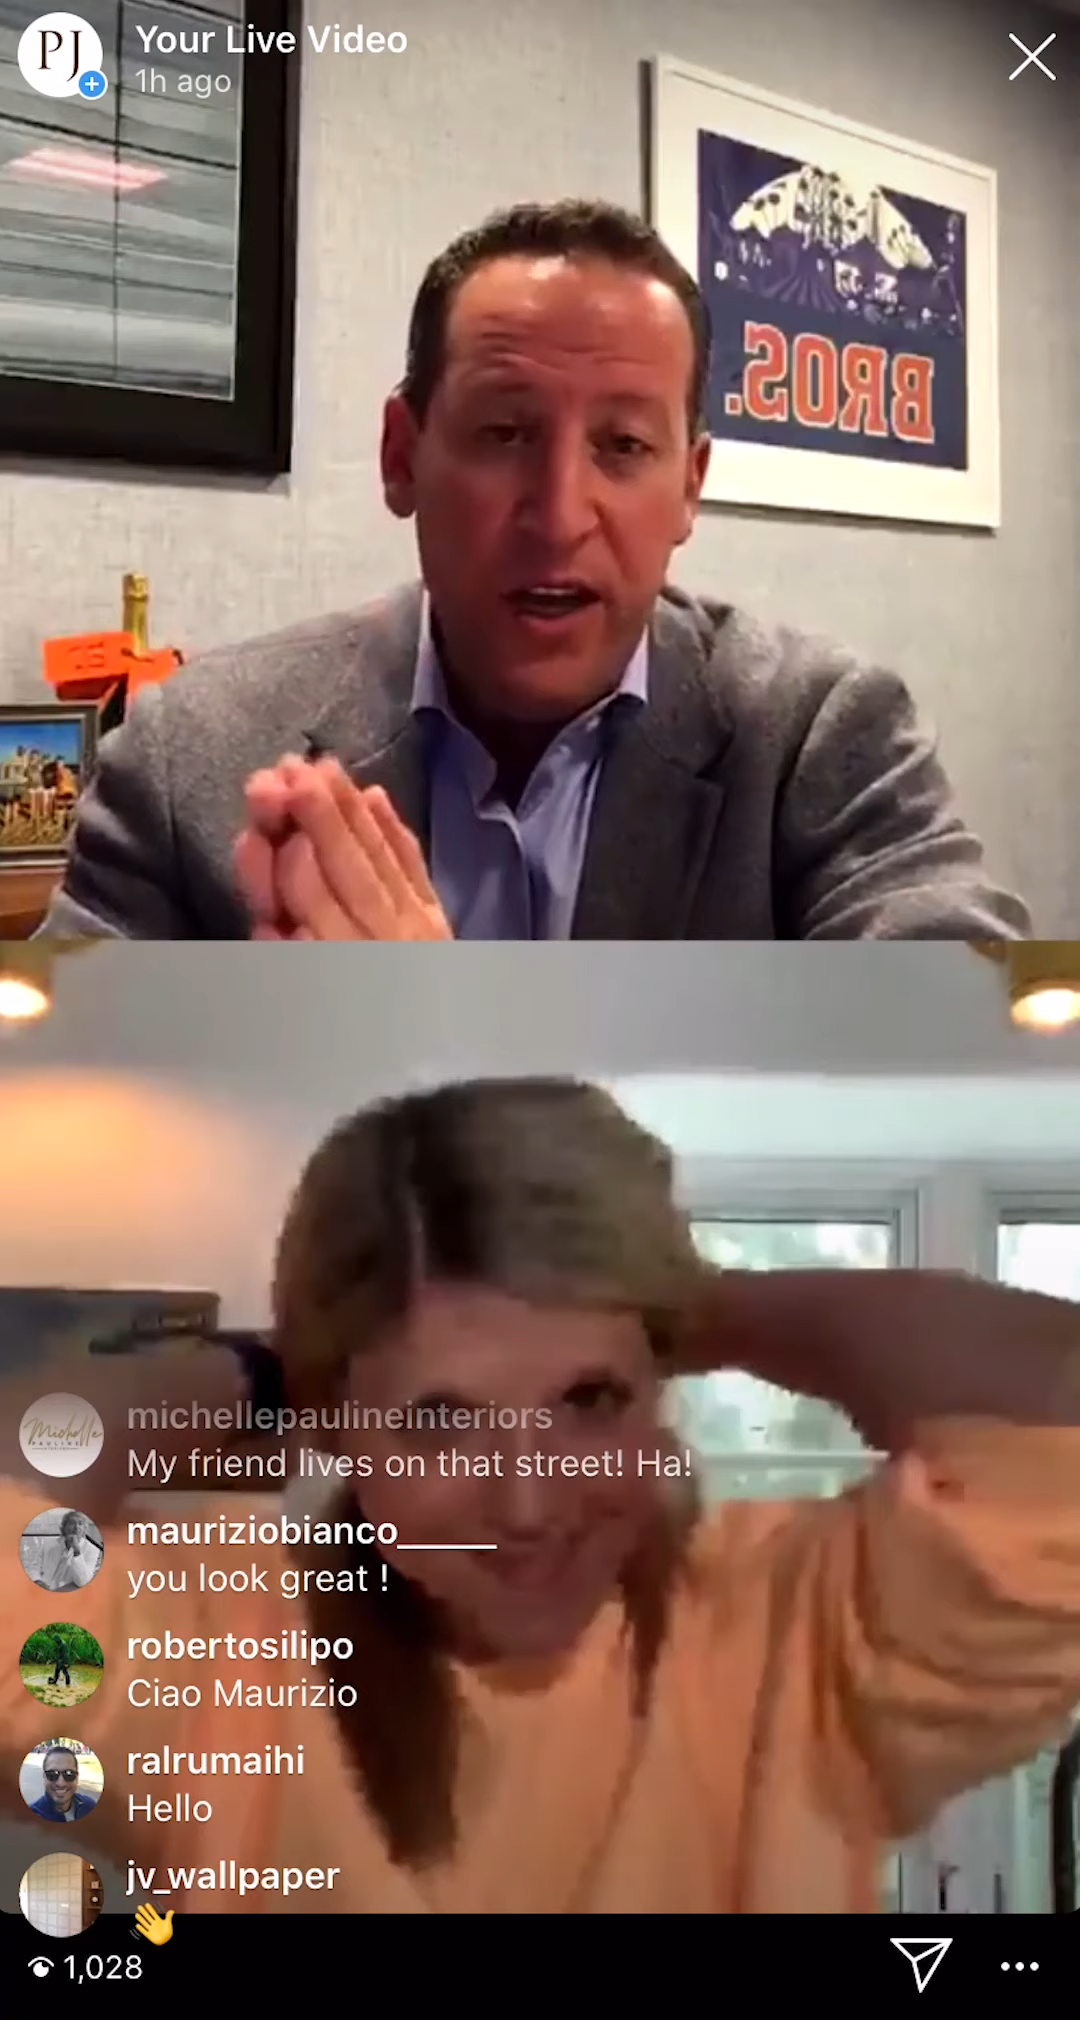 PJ
Your Live Video
1h ago
BROS.
michellepaulineinteriors
My friend lives on that street! Ha!
mauriziobianco_____
you look great !
robertosilipo
Ciao Maurizio
ralrumaihi
Hello
jv_wallpaper
👋
1,028